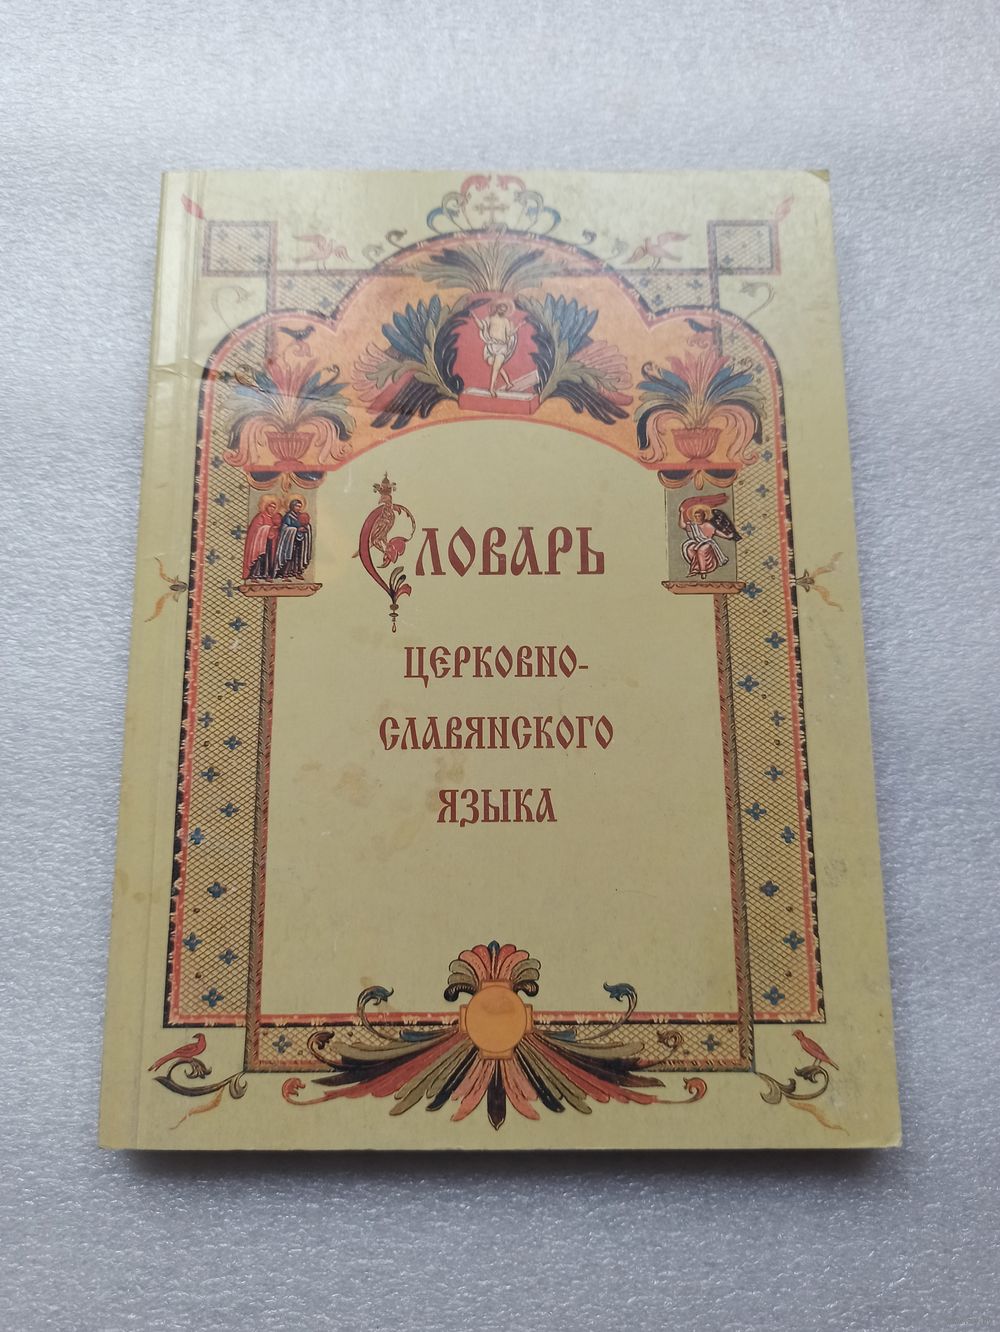 Словарь
церковно-
славянского
языка